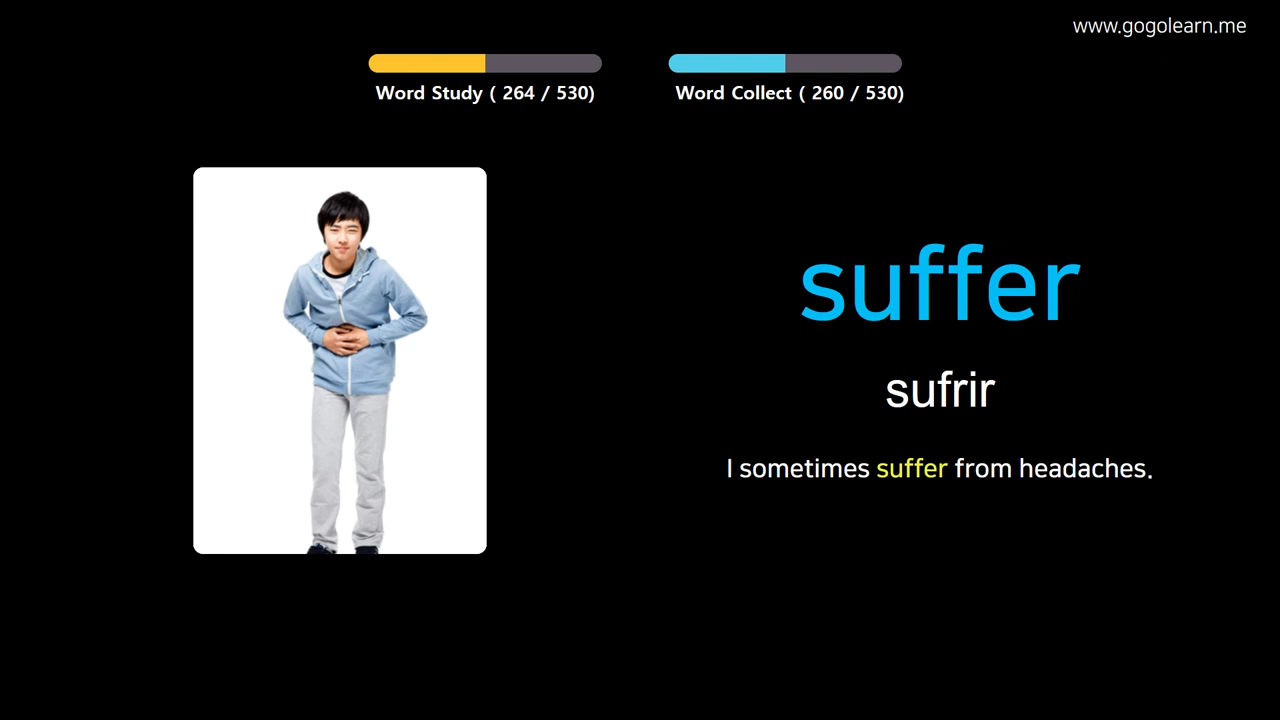 www.gogolearn.me
Word Study ( 264 / 530)
Word Collect ( 260 / 530)
suffer
sufrir
I sometimes suffer from headaches.